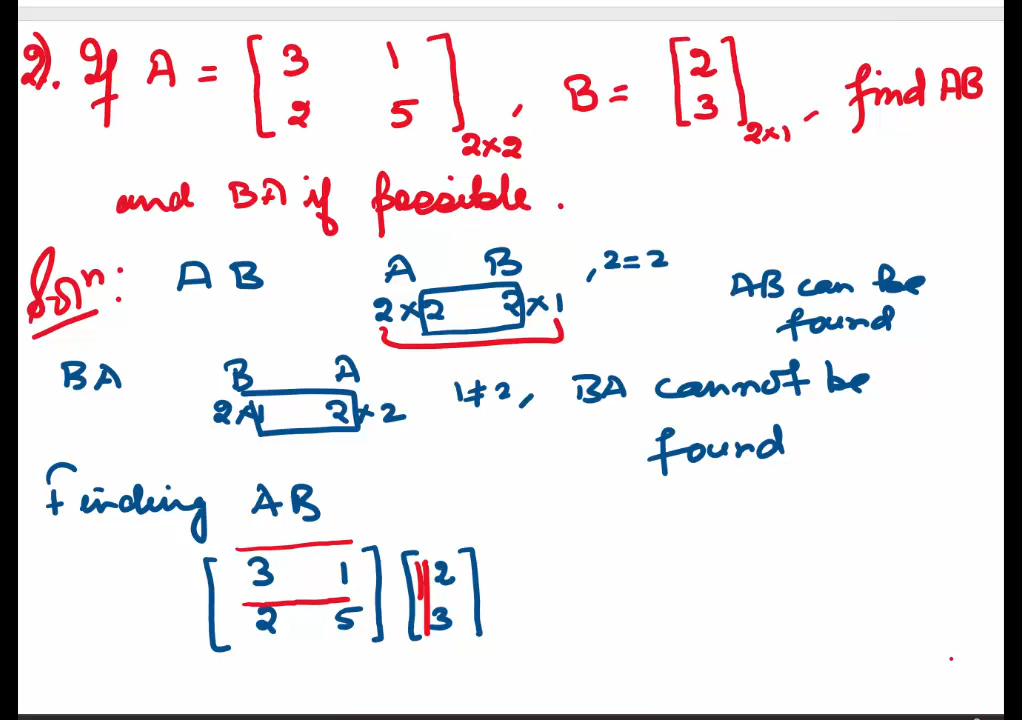 2). If A = [ 3 1 ] 2×2, B = [ 2 ] 2×1, find AB
2 5 3
and BA if possible.
Solⁿ: AB A B , 2=2 AB can be
2×2 2×1 found
BA B A 1≠2, BA cannot be
2×1 2×2 found
Finding AB
[ 3 1 ] [ 2 ]
2 5 3